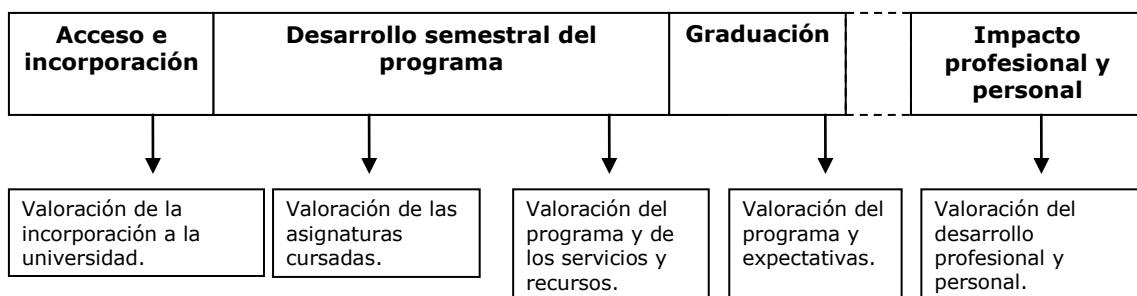 Acceso e
incorporación
Desarrollo semestral del
programa
Graduación
Impacto
profesional y
personal
Valoración de la
incorporación a la
universidad.
Valoración de las
asignaturas
cursadas.
Valoración del
programa y de
los servicios y
recursos.
Valoración del
programa y
expectativas.
Valoración del
desarrollo
profesional y
personal.